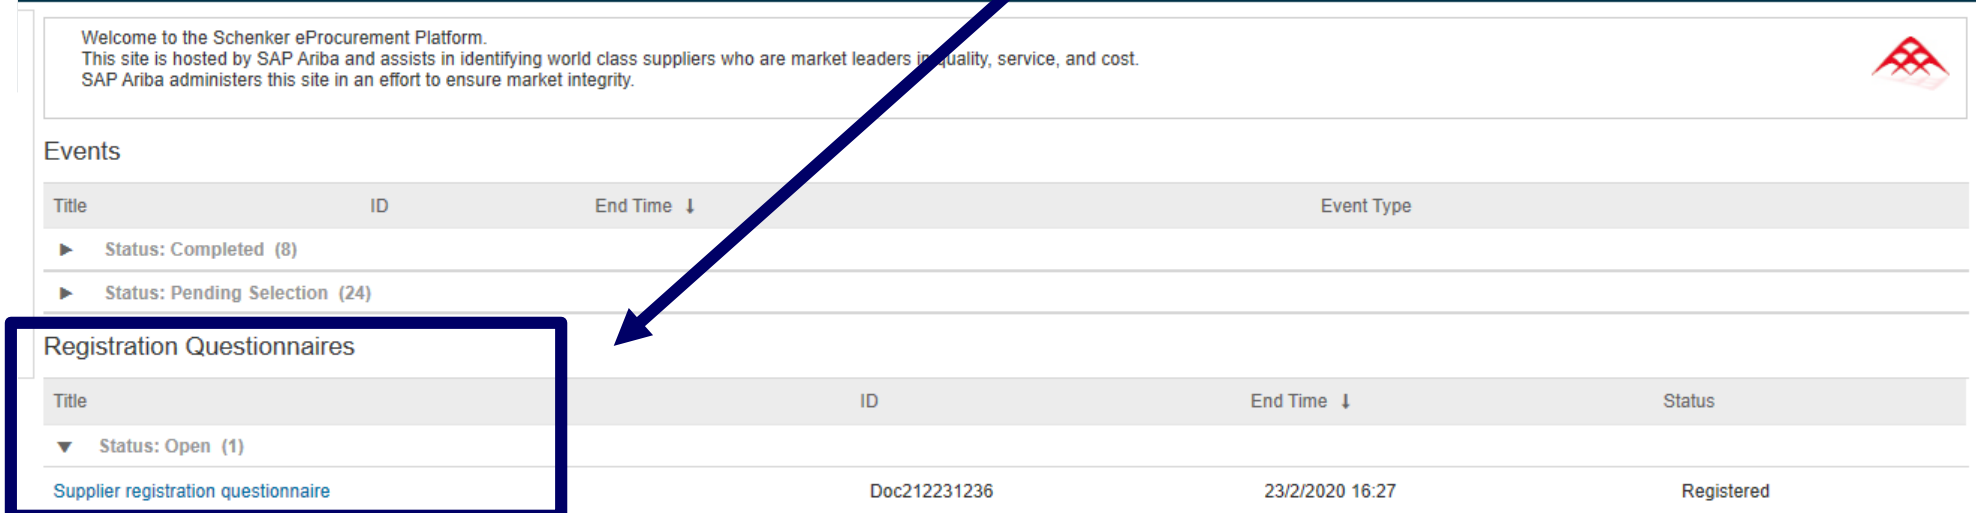 Welcome to the Schenker eProcurement Platform.
This site is hosted by SAP Ariba and assists in identifying world class suppliers who are market leaders in quality, service, and cost.
SAP Ariba administers this site in an effort to ensure market integrity.
Events
Title ID End Time ↓ Event Type
► Status: Completed (8)
► Status: Pending Selection (24)
Registration Questionnaires
Title ID End Time ↓ Status
▼ Status: Open (1)
Supplier registration questionnaire Doc212231236 23/2/2020 16:27 Registered